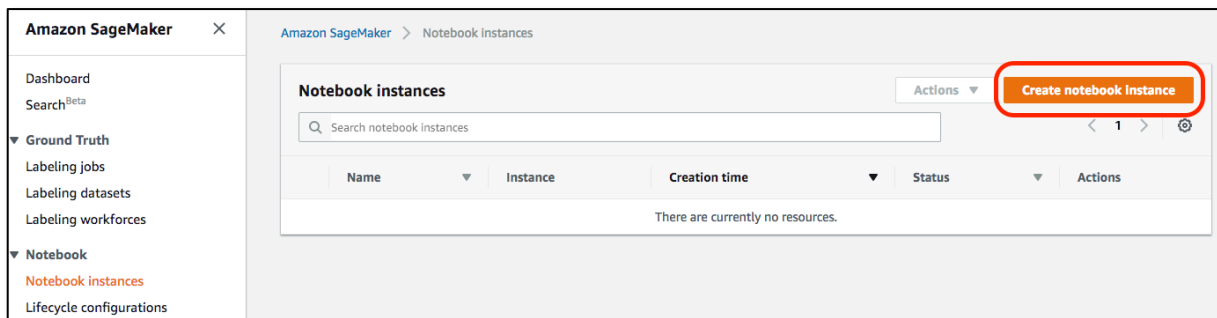 Amazon SageMaker
Dashboard
Search Beta
Ground Truth
Labeling jobs
Labeling datasets
Labeling workforces
Notebook
Notebook instances
Lifecycle configurations
Amazon SageMaker > Notebook instances
Notebook instances
Actions
Create notebook instance
Search notebook instances
< 1 >
Name Instance Creation time Status Actions
There are currently no resources.